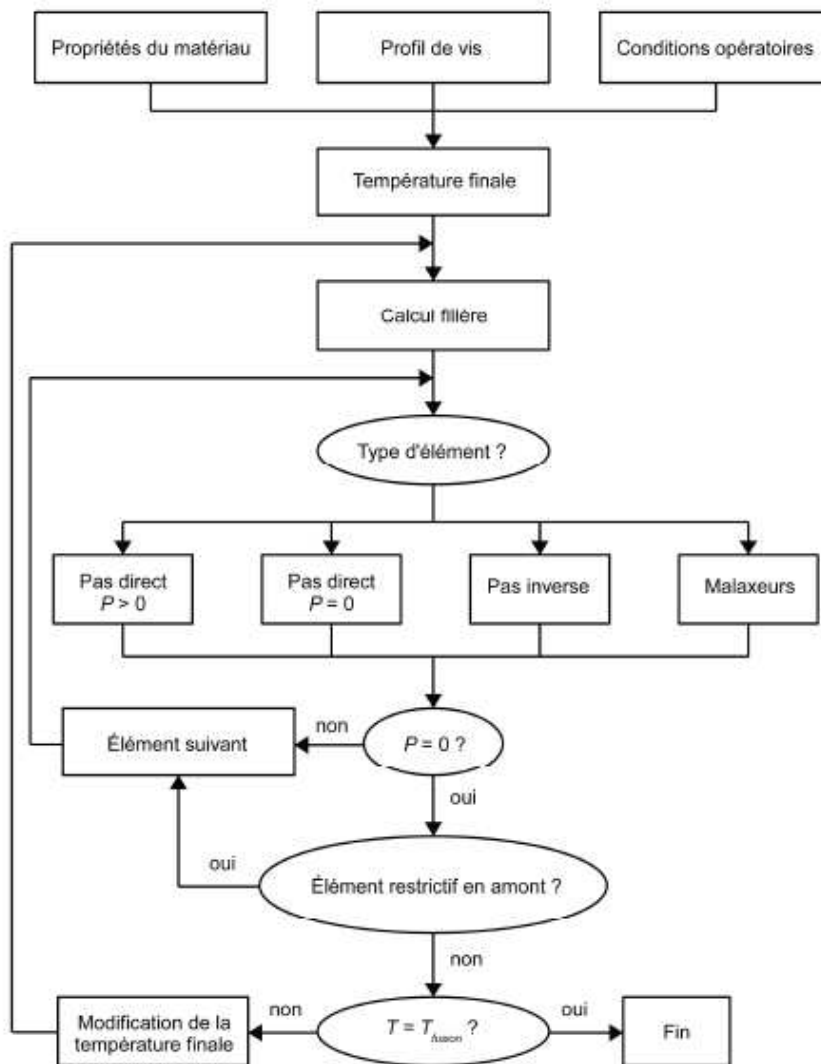 Propriétés du matériau
Profil de vis
Conditions opératoires
Température finale
Calcul filière
Type d'élément ?
Pas direct
P > 0
Pas direct
P = 0
Pas inverse
Malaxeurs
Élément suivant
non
P = 0 ?
oui
oui
Élément restrictif en amont ?
non
Modification de la
température finale
non
T = T fusion ?
oui
Fin